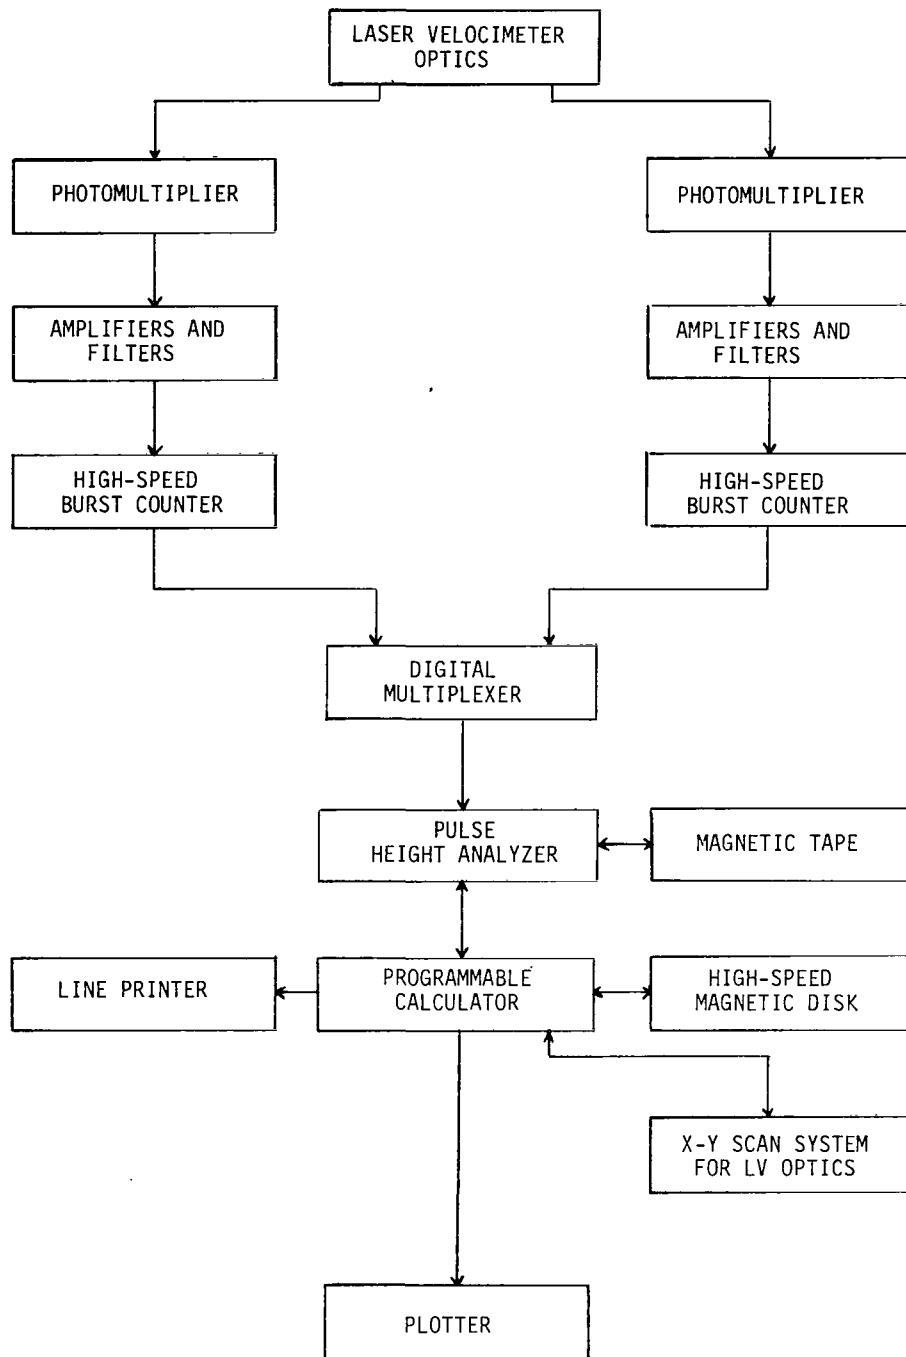 LASER VELOCIMETER
OPTICS
PHOTOMULTIPLIER
PHOTOMULTIPLIER
AMPLIFIERS AND
FILTERS
AMPLIFIERS AND
FILTERS
HIGH-SPEED
BURST COUNTER
HIGH-SPEED
BURST COUNTER
DIGITAL
MULTIPLEXER
PULSE
HEIGHT ANALYZER
MAGNETIC TAPE
LINE PRINTER
PROGRAMMABLE
CALCULATOR
HIGH-SPEED
MAGNETIC DISK
X-Y SCAN SYSTEM
FOR LV OPTICS
PLOTTER